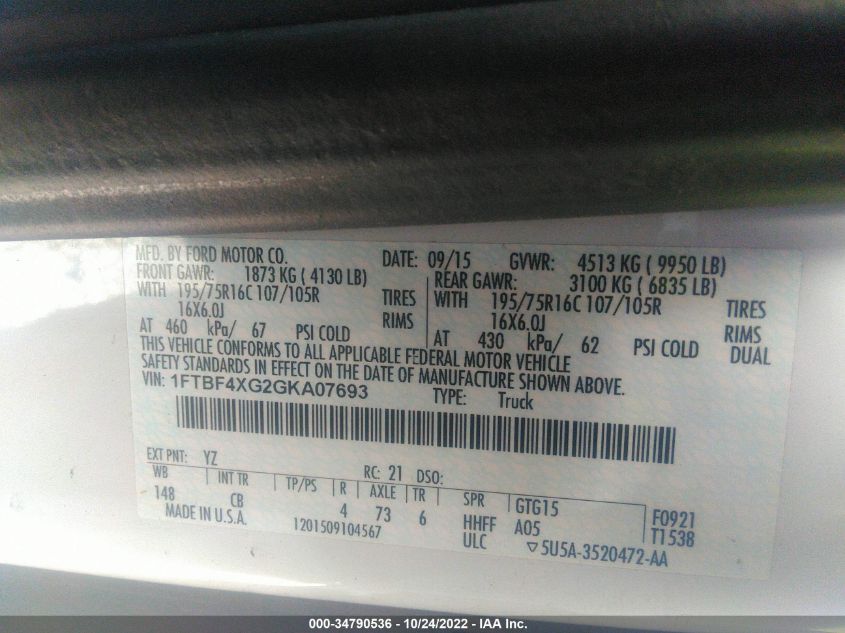 MFD. BY FORD MOTOR CO. DATE: 09/15 GVWR: 4513 KG ( 9950 LB)
FRONT GAWR: 1873 KG ( 4130 LB) REAR GAWR: 3100 KG ( 6835 LB)
WITH 195/75R16C 107/105R TIRES WITH 195/75R16C 107/105R TIRES
16X6.0J RIMS 16X6.0J RIMS
AT 460 kPa/ 67 PSI COLD AT 430 kPa/ 62 PSI COLD DUAL
THIS VEHICLE CONFORMS TO ALL APPLICABLE FEDERAL MOTOR VEHICLE
SAFETY STANDARDS IN EFFECT ON THE DATE OF MANUFACTURE SHOWN ABOVE.
VIN: 1FTBF4XG2GKA07693 TYPE: Truck
EXT PNT: YZ RC: 21 DSO:
WB INT TR TP/PS R AXLE TR SPR GTG15 F0921
148 CB 4 73 6 HHFF A05 T1538
MADE IN U.S.A. 1201509104567 ULC ▽5U5A-3520472-AA
000-34790536 - 10/24/2022 - IAA Inc.